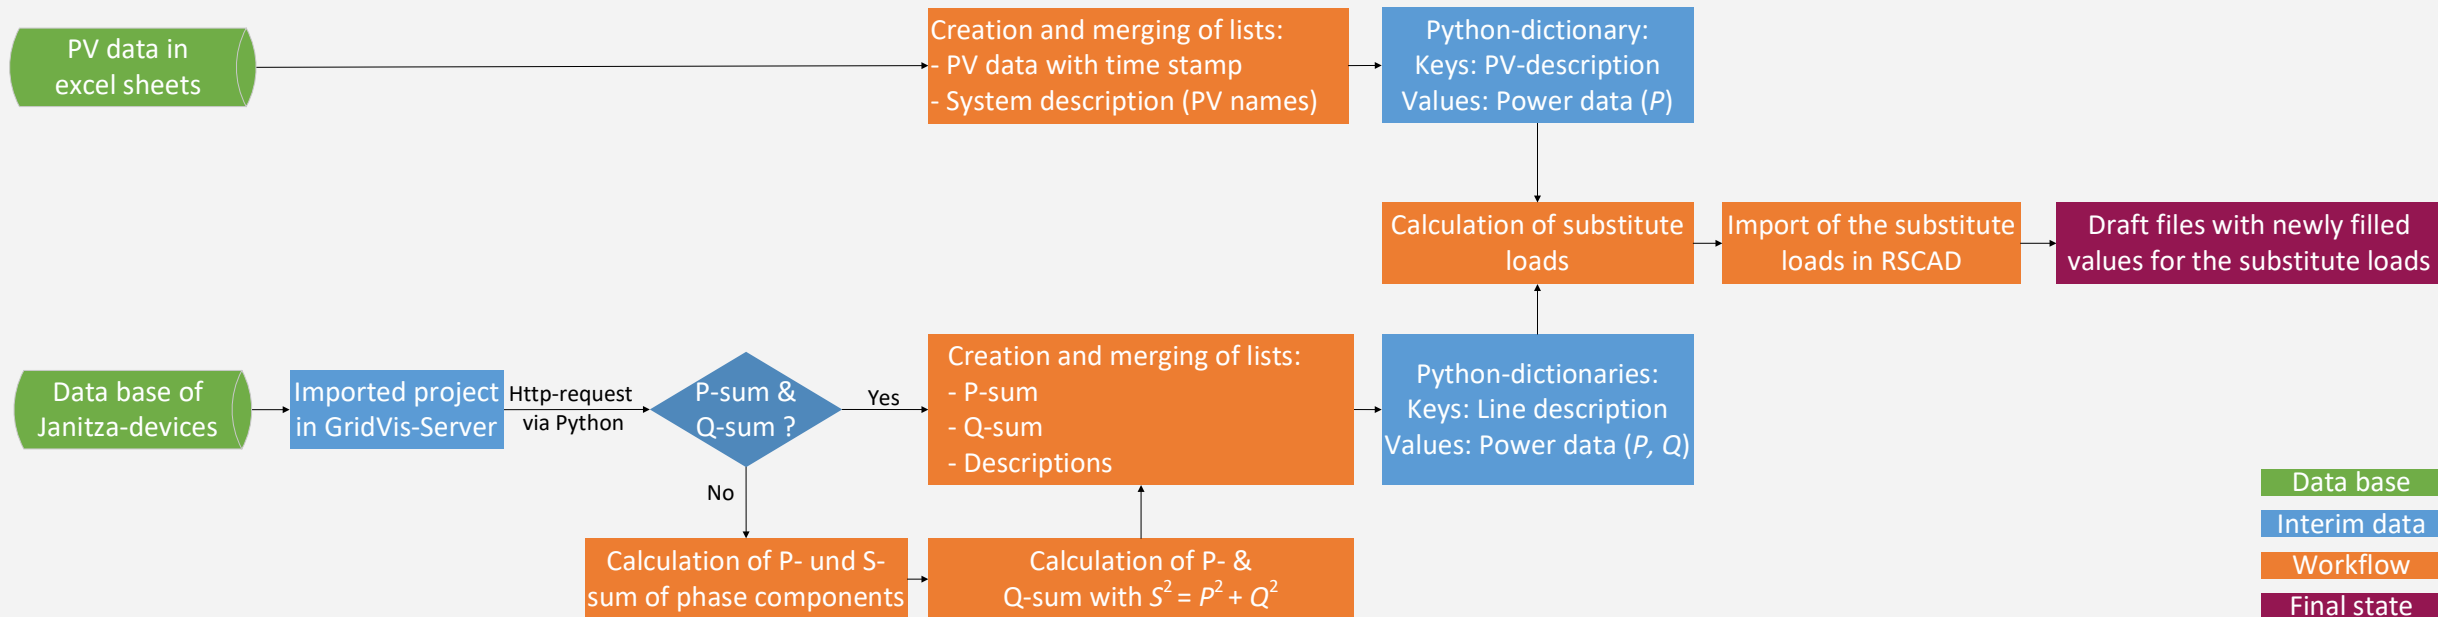 PV data in
excel sheets
Creation and merging of lists:
- PV data with time stamp
- System description (PV names)
Python-dictionary:
Keys: PV-description
Values: Power data (P)
Calculation of substitute
loads
Import of the substitute
loads in RSCAD
Draft files with newly filled
values for the substitute loads
Data base of
Janitza-devices
Imported project
in GridVis-Server
Http-request
via Python
P-sum &
Q-sum ?
Yes
No
Creation and merging of lists:
- P-sum
- Q-sum
- Descriptions
Python-dictionaries:
Keys: Line description
Values: Power data (P, Q)
Calculation of P- und S-
sum of phase components
Calculation of P- &
Q-sum with S² = P² + Q²
Data base
Interim data
Workflow
Final state